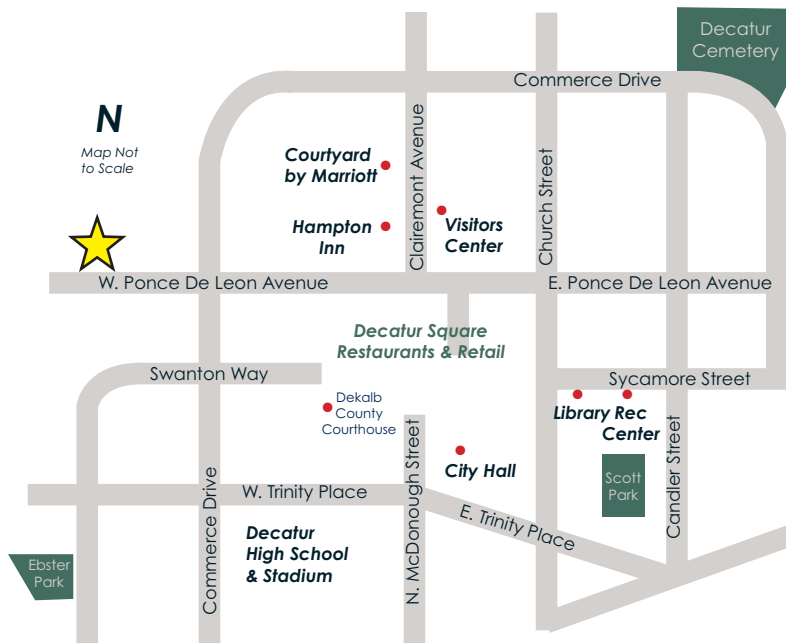 Decatur
Cemetery
Commerce Drive
N
Map Not
to Scale
Courtyard
by Marriott
Clairemont Avenue
Church Street
Hampton
Inn
Visitors
Center
W. Ponce De Leon Avenue
E. Ponce De Leon Avenue
Decatur Square
Restaurants & Retail
Swanton Way
Sycamore Street
Dekalb
County
Courthouse
Library
Rec
Center
N. McDonough Street
City Hall
Candler Street
Scott
Park
Commerce Drive
W. Trinity Place
E. Trinity Place
Decatur
High School
& Stadium
Ebster
Park